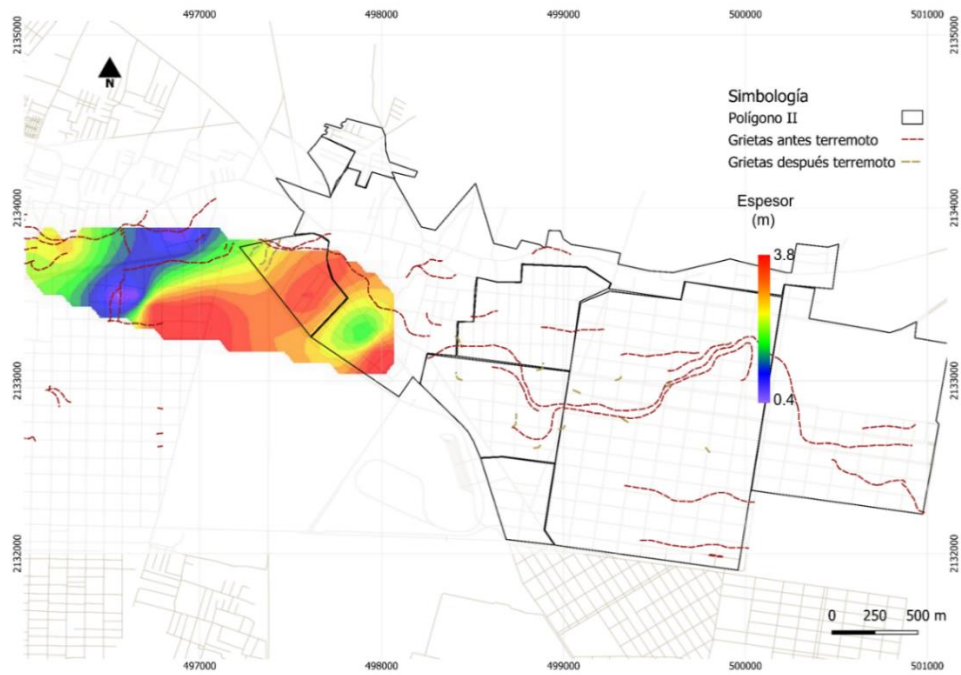 497000 498000 499000 500000 501000
2135000 2135000
N
Simbología
Polígono II
Grietas antes terremoto
Grietas después terremoto
2134000 2134000
Espesor
(m)
3.8
2133000 2133000
0.4
2132000 2132000
0 250 500 m
497000 498000 499000 500000 501000